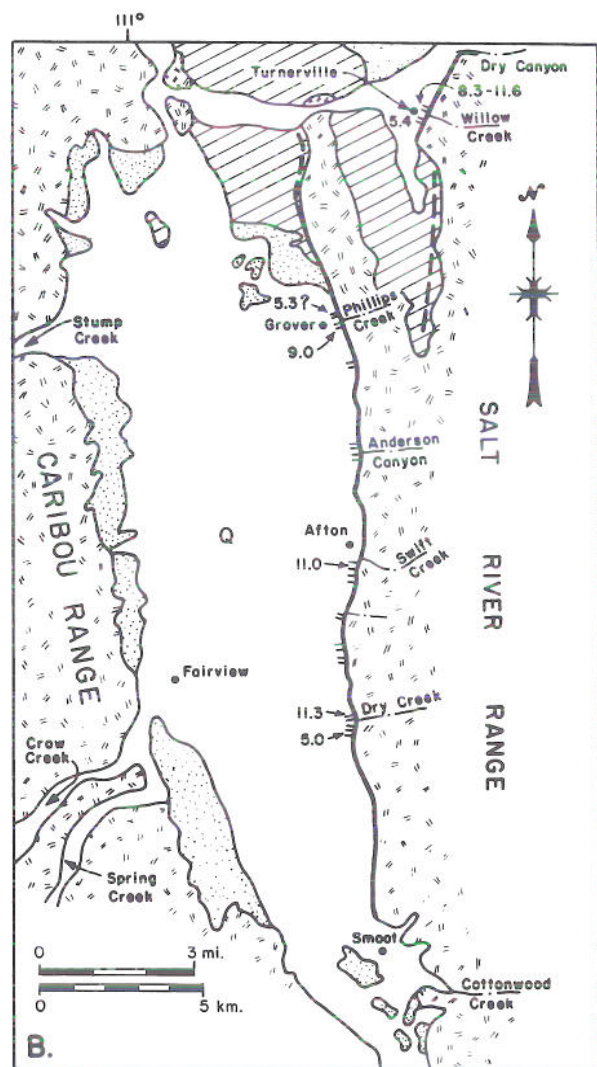 111°
Turnerville
Dry Canyon
8.3-11.6
5.4
Willow
Creek
N
5.3?
Phillips
Creek
Grover
9.0
Stump
Creek
SALT
Anderson
Canyon
CARIBOU RANGE
Q
Afton
11.0
Swift
Creek
RIVER
Fairview
11.3
Dry Creek
5.0
RANGE
Crow
Creek
Spring
Creek
Smoot
0 3 mi.
0 5 km.
Cottonwood
Creek
B.